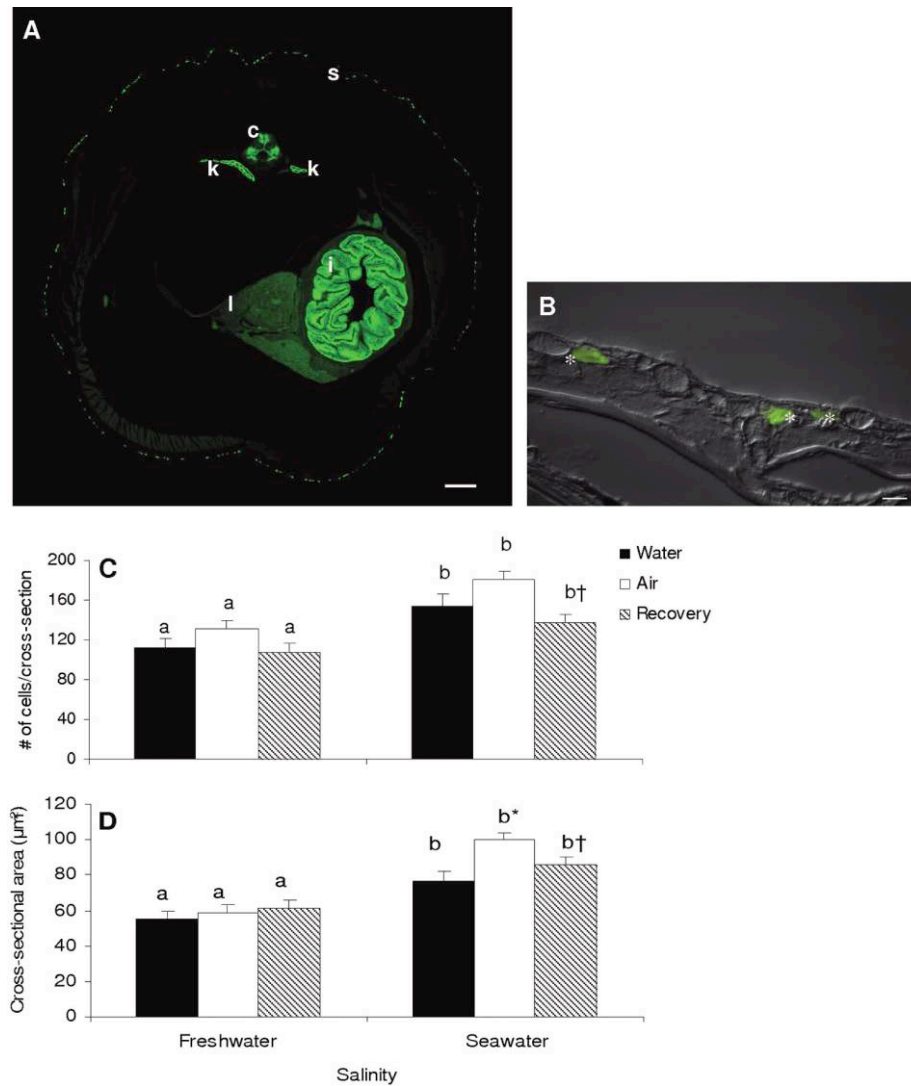 A
s
c
k
k
i
l
B
*
*
*
C
# of cells/cross-section
200
160
120
80
40
0
a
a
a
b
b
b†
Water
Air
Recovery
D
Cross-sectional area (µm²)
120
100
80
60
40
20
0
a
a
a
b
b*
b†
Freshwater
Seawater
Salinity